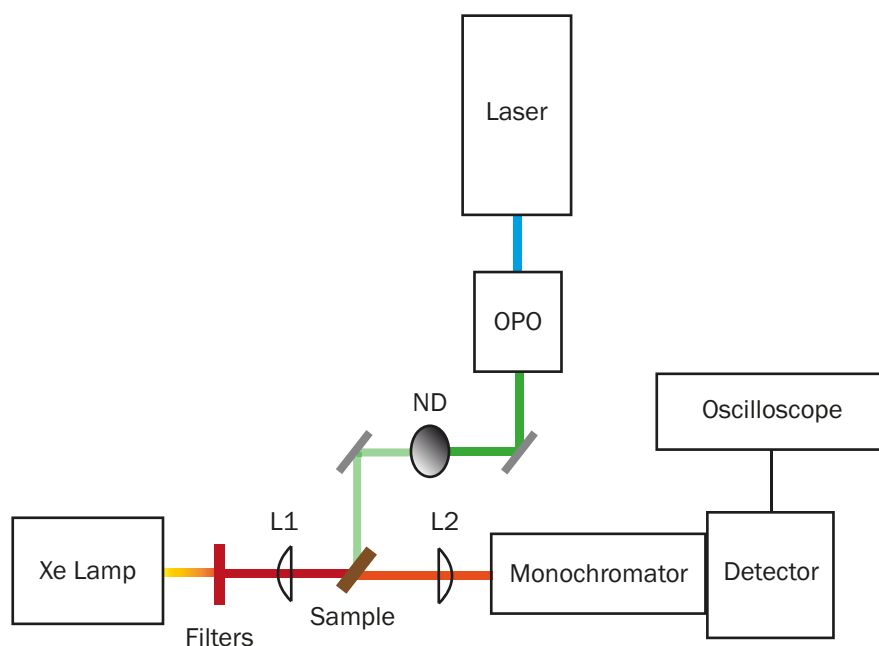 Laser
OPO
ND
Oscilloscope
L1
L2
Xe Lamp
Monochromator
Detector
Sample
Filters